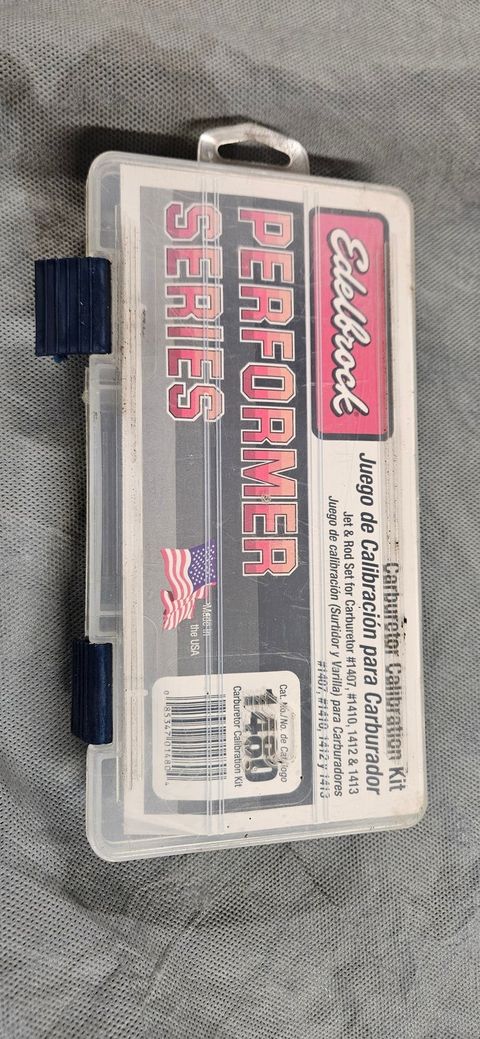 Edelbrock
Carburetor Calibration Kit
Juego de Calibración para Carburador
Jet & Rod Set for Carburetor #1407, #1410, 1412 & 1413
Juego de calibración (Surtidor y Varilla) para Carburadores
#1407, #1410, 1412 y 1413
PERFORMER
SERIES
®
Made in
the USA
Cat. No./No. de Catálogo
Carburetor Calibration Kit